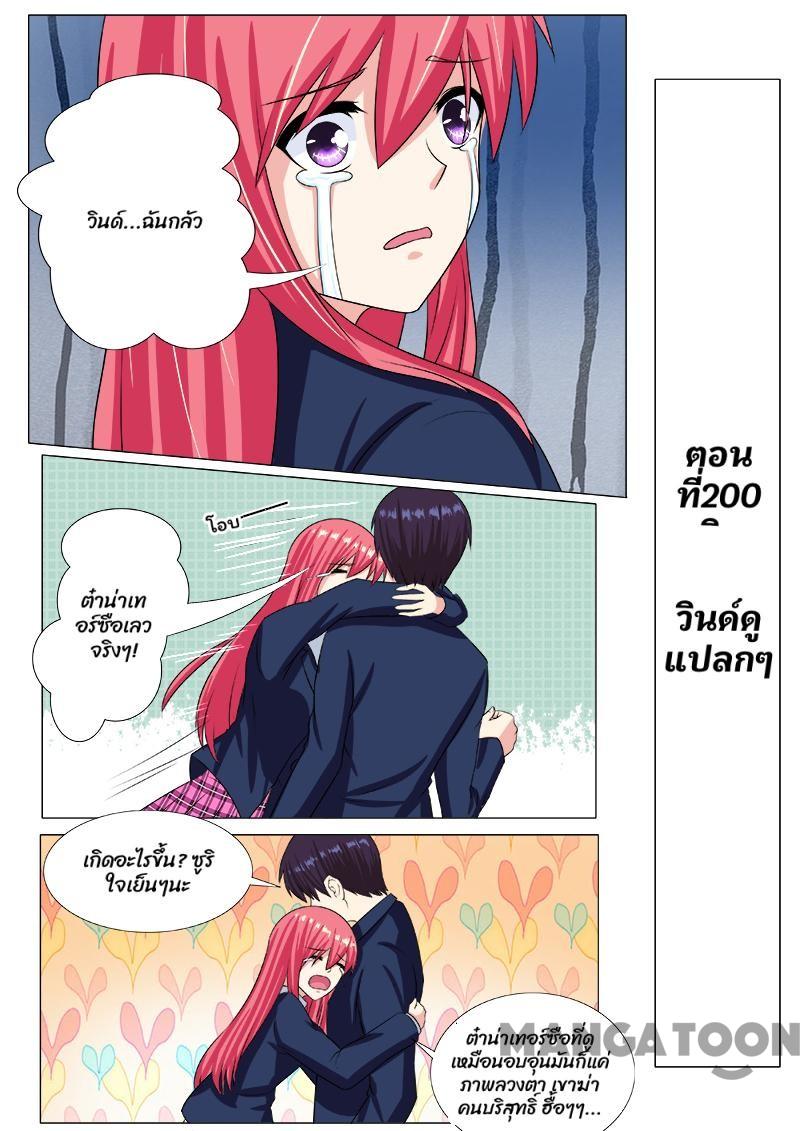 วินด์...ฉันกลัว
ตอน
ที่200
วินด์ดู
แปลกๆ
โอบ
ต๋าน่าเท
อร์ซือเลว
จริงๆ!
เกิดอะไรขึ้น? ซูริ
ใจเย็นๆนะ
ต๋าน่าเทอร์ซือที่ดู
เหมือนอบอุ่นมันก็แค่
ภาพลวงตา เขาฆ่า
คนบริสุทธิ์ ฮื้อๆๆ...
MANGATOON